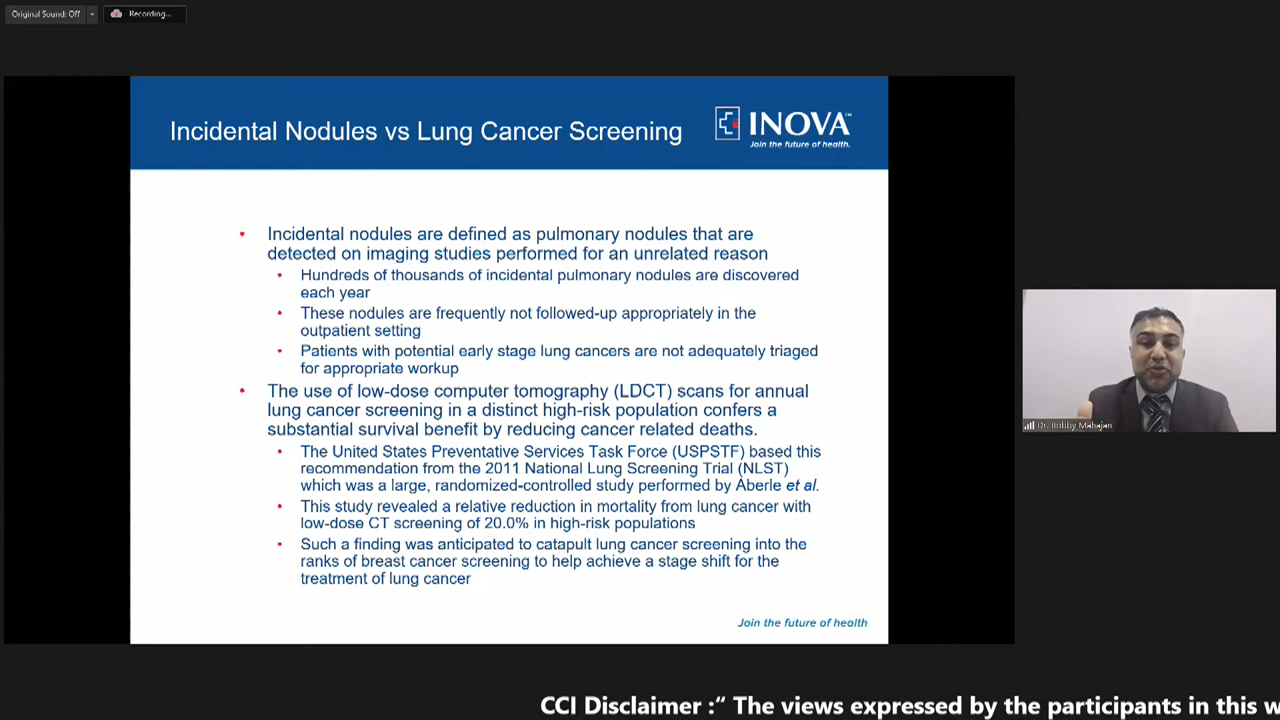 Original Sound: Off
Recording...
Incidental Nodules vs Lung Cancer Screening
INOVA™
Join the future of health.
• Incidental nodules are defined as pulmonary nodules that are
detected on imaging studies performed for an unrelated reason
• Hundreds of thousands of incidental pulmonary nodules are discovered
each year
• These nodules are frequently not followed-up appropriately in the
outpatient setting
• Patients with potential early stage lung cancers are not adequately triaged
for appropriate workup
• The use of low-dose computer tomography (LDCT) scans for annual
lung cancer screening in a distinct high-risk population confers a
substantial survival benefit by reducing cancer related deaths.
• The United States Preventative Services Task Force (USPSTF) based this
recommendation from the 2011 National Lung Screening Trial (NLST)
which was a large, randomized-controlled study performed by Aberle et al.
• This study revealed a relative reduction in mortality from lung cancer with
low-dose CT screening of 20.0% in high-risk populations
• Such a finding was anticipated to catapult lung cancer screening into the
ranks of breast cancer screening to help achieve a stage shift for the
treatment of lung cancer
Join the future of health
Dr. Bobby Mahajan
CCI Disclaimer :“ The views expressed by the participants in this w